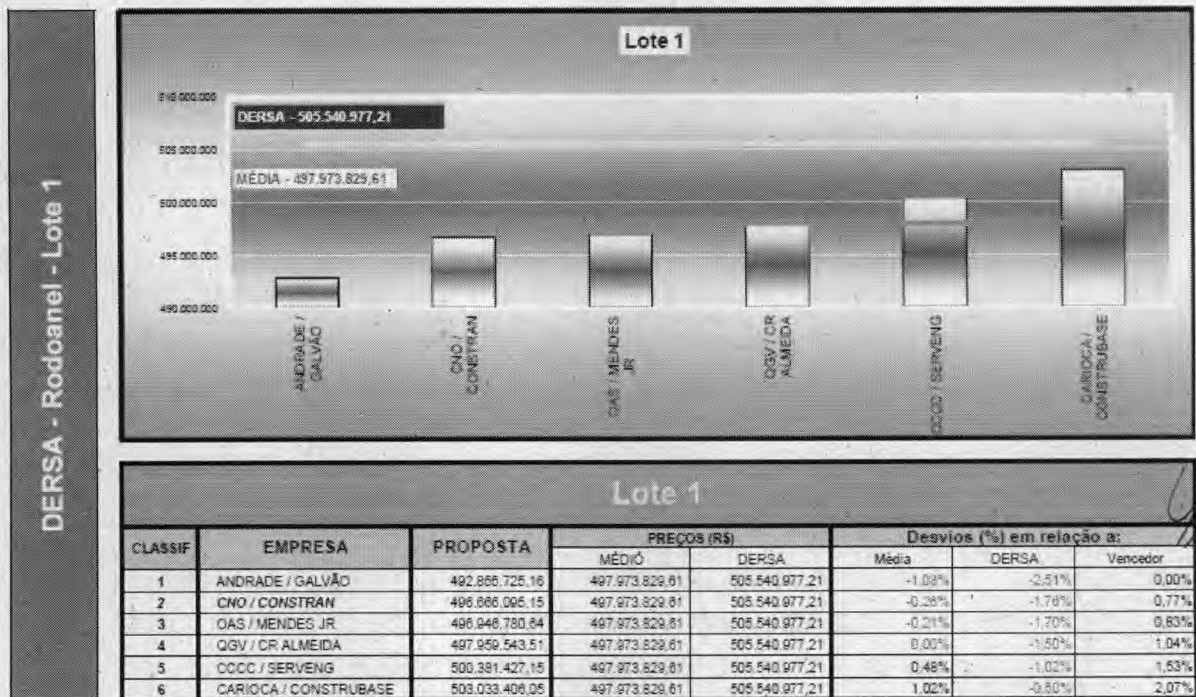 DERSA - Rodoanel - Lote 1
Lote 1
510.000.000
DERSA - 505.540.977,21
505.000.000
MÉDIA - 497.973.829,61
500.000.000
495.000.000
490.000.000
ANDRADE / GALVÃO
CNO / CONSTRAN
OAS / MENDES JR
QGV / CR ALMEIDA
CCCC / SERVENG
CARIOCA / CONSTRUBASE
Lote 1
CLASSIF EMPRESA PROPOSTA PREÇOS (R$) Desvios (%) em relação a:
MÉDIO DERSA Média DERSA Vencedor
1 ANDRADE / GALVÃO 492.866.725,16 497.973.829,61 505.540.977,21 -1,03% -2,51% 0,00%
2 CNO / CONSTRAN 496.666.095,15 497.973.829,61 505.540.977,21 -0,26% -1,76% 0,77%
3 OAS / MENDES JR 496.946.780,64 497.973.829,61 505.540.977,21 -0,21% -1,70% 0,83%
4 QGV / CR ALMEIDA 497.959.543,51 497.973.829,61 505.540.977,21 0,00% -1,50% 1,04%
5 CCCC / SERVENG 500.381.427,15 497.973.829,61 505.540.977,21 0,48% -1,02% 1,53%
6 CARIOCA / CONSTRUBASE 503.033.406,05 497.973.829,61 505.540.977,21 1,02% -0,50% 2,07%